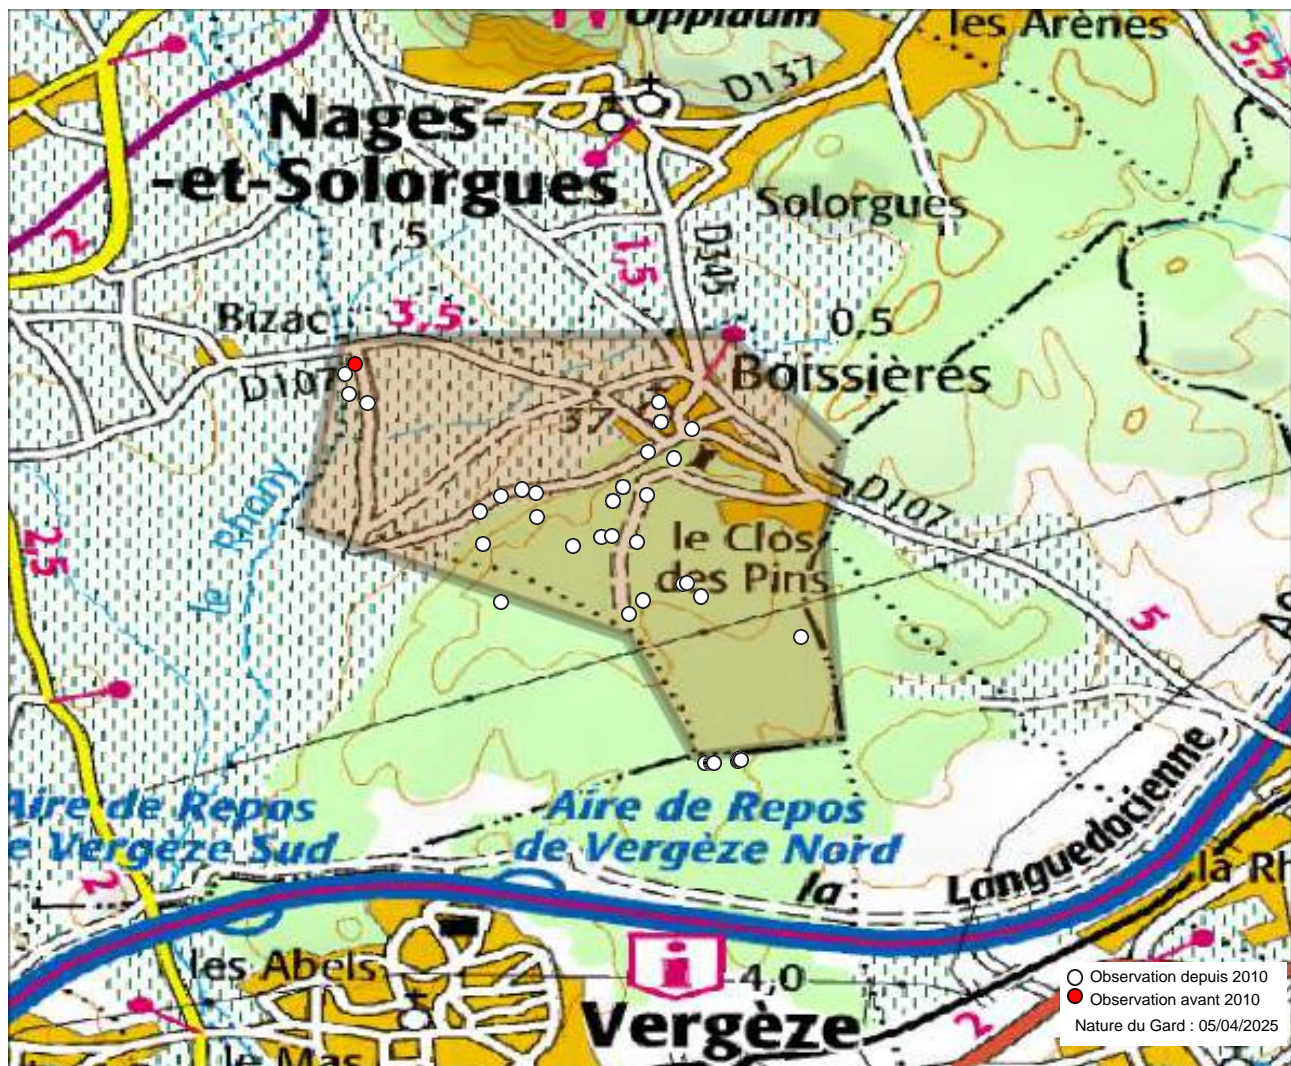 Oppidum
les Arènes
5,5
D137
Nages-
-et-Solorgues
Solorgues
2
1,5
1,5
D345
Bizac
3,5
0,5
D107
Boissières
37
le Rhony
D107
2,5
le Clos
des Pins
5
Aire de Repos
de Vergèze Nord
Aire de Repos
e Vergèze Sud
2
la
Languedocienne
la Rh
les Abels
4,0
i
Vergèze
2
le Mas
Observation depuis 2010
Observation avant 2010
Nature du Gard : 05/04/2025